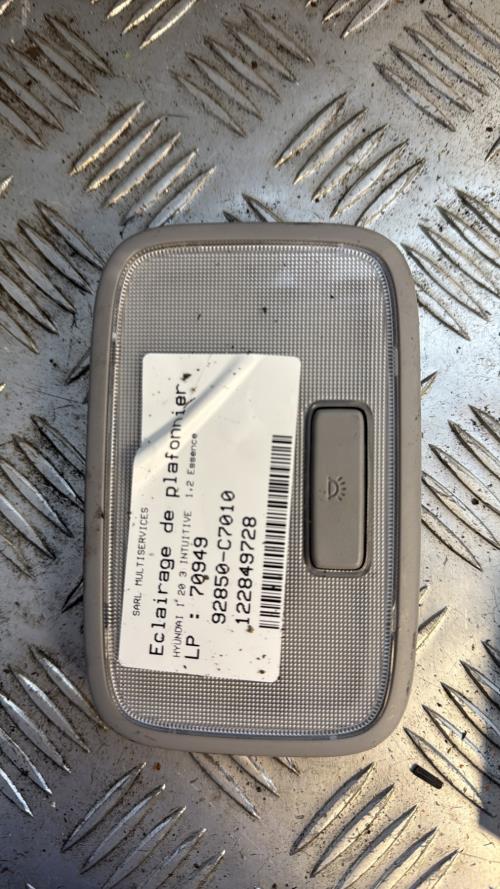 SARL MULTISERVICES
Eclairage de plafonnier
HYUNDAI I 20 3 INTUITIVE 1.2 Essence
LP : 70949
92850-C7010
122849728